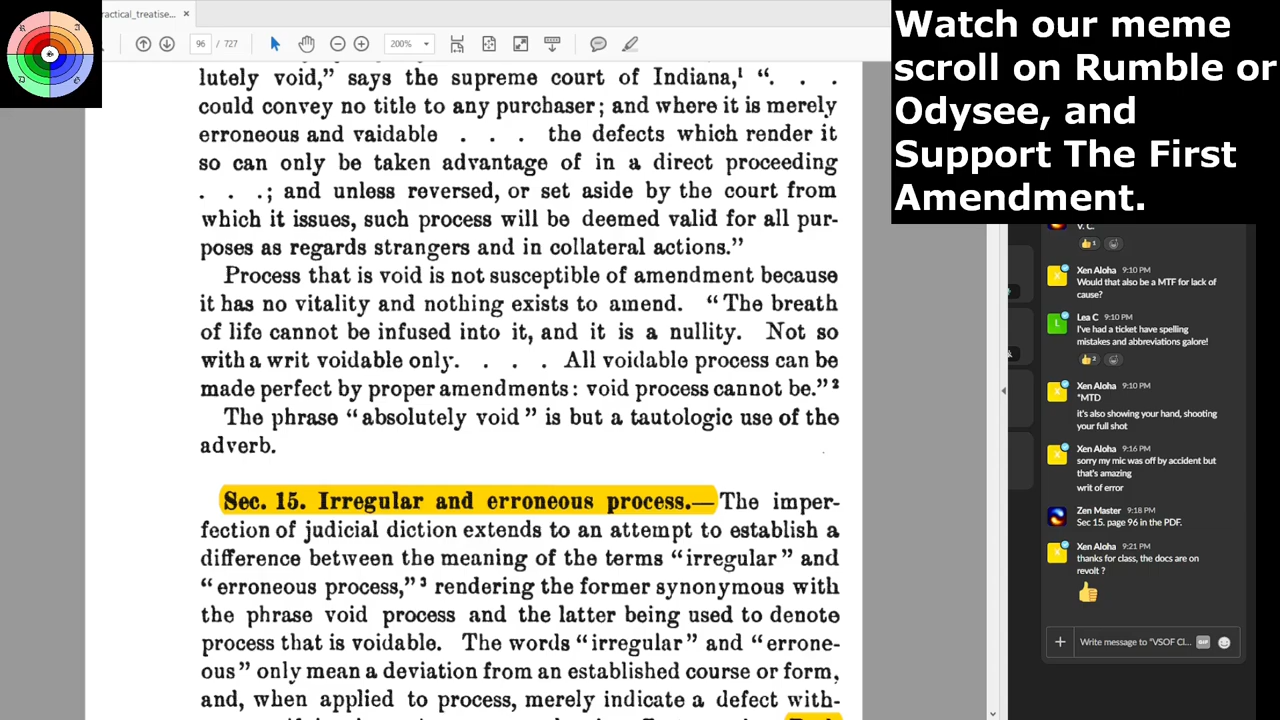 ractical_treatise...
96 / 727
200%
lutely void,” says the supreme court of Indiana,¹ “. . .
could convey no title to any purchaser; and where it is merely
erroneous and vaidable . . . the defects which render it
so can only be taken advantage of in a direct proceeding
. . .; and unless reversed, or set aside by the court from
which it issues, such process will be deemed valid for all pur-
poses as regards strangers and in collateral actions.”
Process that is void is not susceptible of amendment because
it has no vitality and nothing exists to amend. “The breath
of life cannot be infused into it, and it is a nullity. Not so
with a writ voidable only. . . . . All voidable process can be
made perfect by proper amendments: void process cannot be.”²
The phrase “absolutely void” is but a tautologic use of the
adverb.
Sec. 15. Irregular and erroneous process.—The imper-
fection of judicial diction extends to an attempt to establish a
difference between the meaning of the terms “irregular” and
“erroneous process,”³ rendering the former synonymous with
the phrase void process and the latter being used to denote
process that is voidable. The words “irregular” and “errone-
ous” only mean a deviation from an established course or form,
and, when applied to process, merely indicate a defect with-
Watch our meme
scroll on Rumble or
Odysee, and
Support The First
Amendment.
V. C.
👍1
Xen Aloha 9:10 PM
Would that also be a MTF for lack of
cause?
Lea C 9:10 PM
I've had a ticket have spelling
mistakes and abbreviations galore!
👍2
Xen Aloha 9:10 PM
*MTD
it's also showing your hand, shooting
your full shot
Xen Aloha 9:16 PM
sorry my mic was off by accident but
that's amazing
writ of error
Zen Master 9:18 PM
Sec 15. page 96 in the PDF.
Xen Aloha 9:21 PM
thanks for class, the docs are on
revolt ?
Write message to "VSOF Cl...
GIF